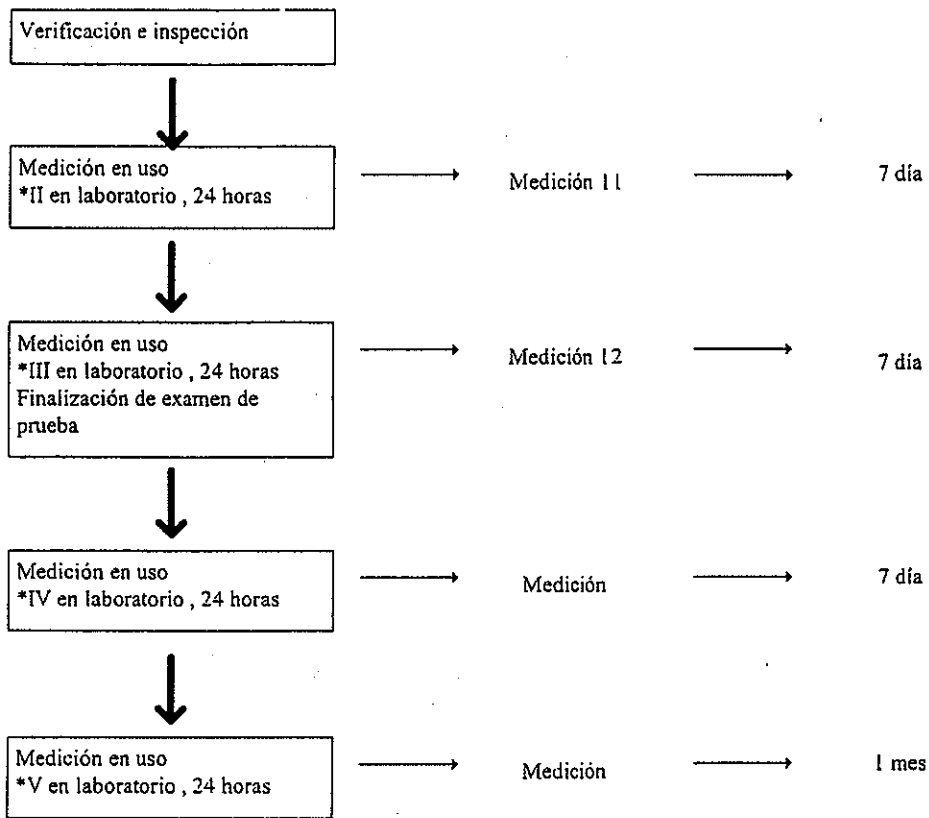 Verificación e inspección
Medición en uso
*II en laboratorio , 24 horas
Medición 11
7 día
Medición en uso
*III en laboratorio , 24 horas
Finalización de examen de
prueba
Medición 12
7 día
Medición en uso
*IV en laboratorio , 24 horas
Medición
7 día
Medición en uso
*V en laboratorio , 24 horas
Medición
1 mes